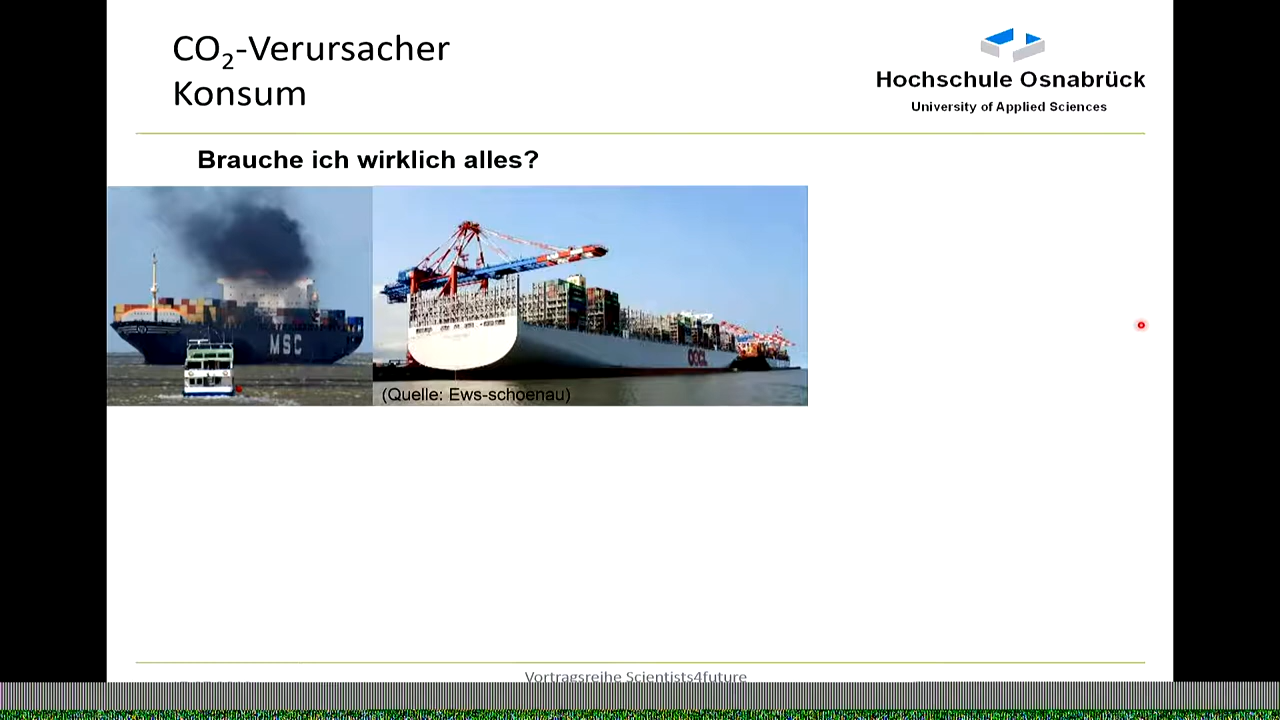 CO₂-Verursacher
Konsum
Hochschule Osnabrück
University of Applied Sciences
Brauche ich wirklich alles?
MSC
OOCL
(Quelle: Ews-schoenau)
Vortragsreihe Scientists4future